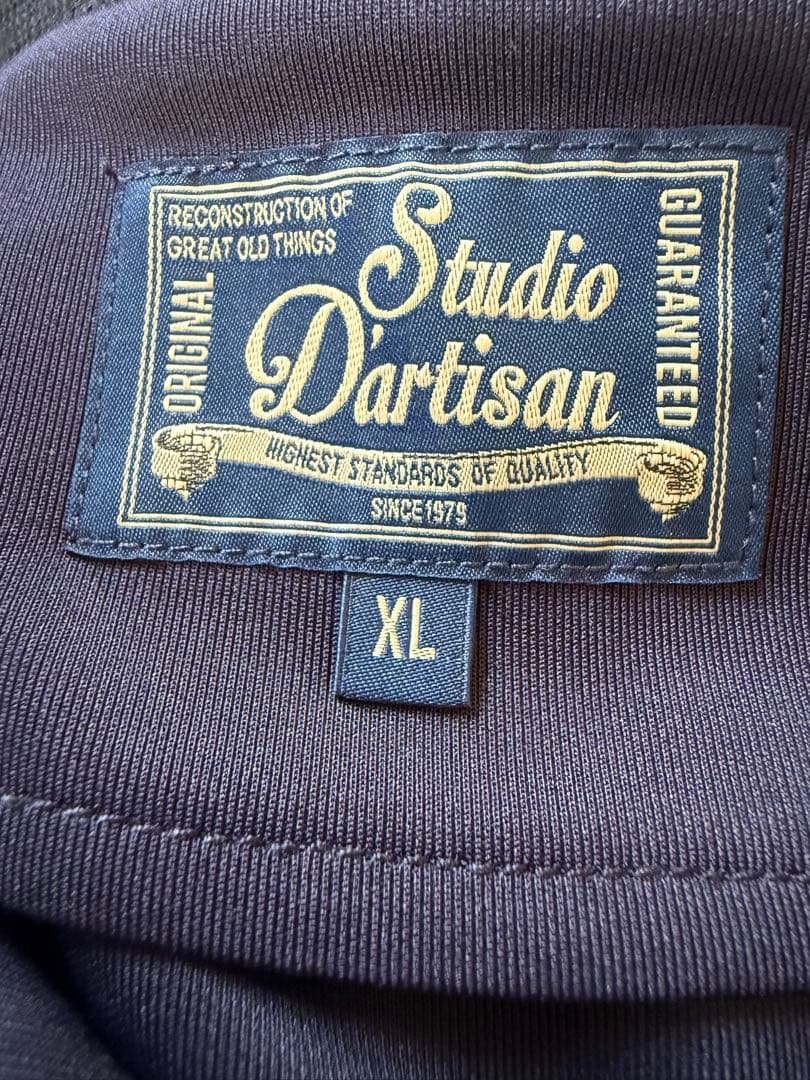 RECONSTRUCTION OF
GREAT OLD THINGS
ORIGINAL
Studio
D'artisan
GUARANTEED
HIGHEST STANDARDS OF QUALITY
SINCE 1979
XL